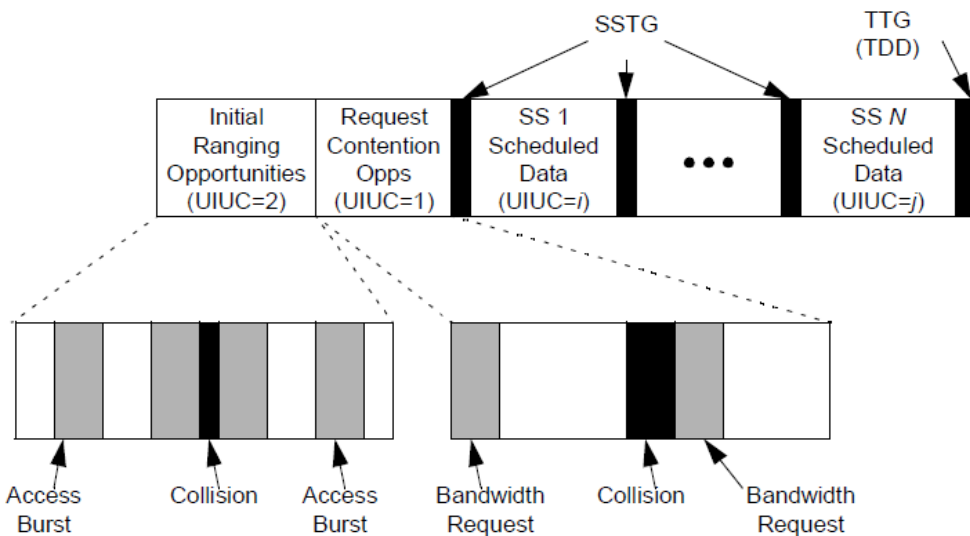 SSTG
TTG
(TDD)
Initial
Ranging
Opportunities
(UIUC=2)
Request
Contention
Opps
(UIUC=1)
SS 1
Scheduled
Data
(UIUC=i)
SS N
Scheduled
Data
(UIUC=j)
Access
Burst
Collision
Access
Burst
Bandwidth
Request
Collision
Bandwidth
Request